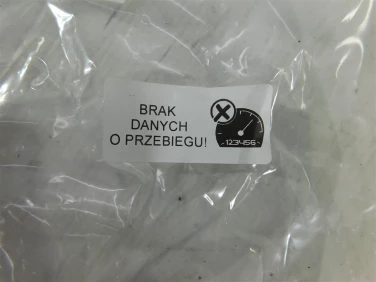 BRAK
DANYCH
O PRZEBIEGU!
123456